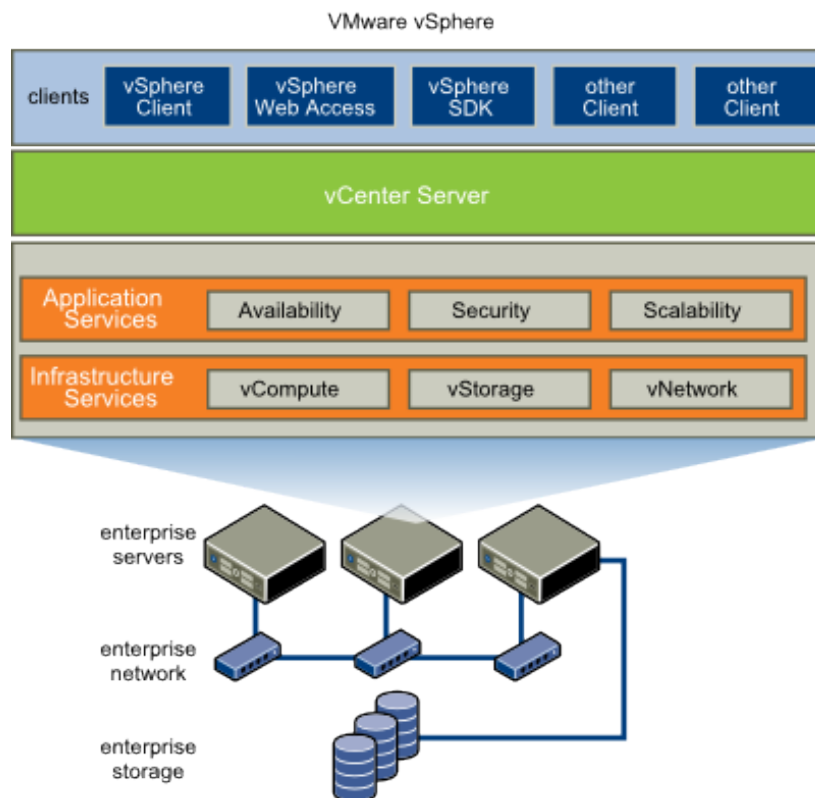 VMware vSphere
clients
vSphere
Client
vSphere
Web Access
vSphere
SDK
other
Client
other
Client
vCenter Server
Application
Services
Availability
Security
Scalability
Infrastructure
Services
vCompute
vStorage
vNetwork
enterprise
servers
enterprise
network
enterprise
storage